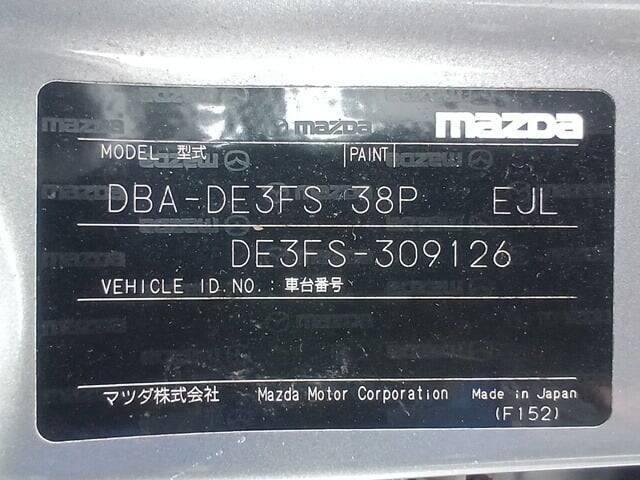 mazda
MODEL 型式 PAINT
DBA-DE3FS 38P EJL
DE3FS-309126
VEHICLE ID.NO.: 車台番号
マツダ株式会社 Mazda Motor Corporation Made in Japan
(F152)